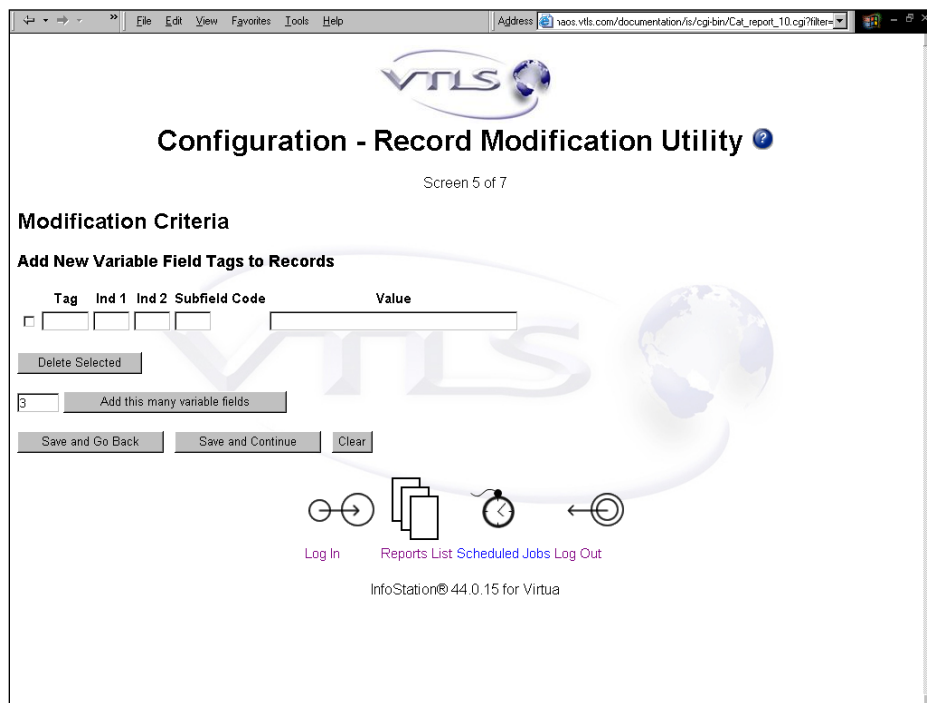 » File Edit View Favorites Tools Help Address naos.vtls.com/documentation/is/cgi-bin/Cat_report_10.cgi?filter=
VTLS
Configuration - Record Modification Utility ?
Screen 5 of 7
Modification Criteria
Add New Variable Field Tags to Records
Tag Ind 1 Ind 2 Subfield Code Value
Delete Selected
3 Add this many variable fields
Save and Go Back Save and Continue Clear
Log In Reports List Scheduled Jobs Log Out
InfoStation® 44.0.15 for Virtua
VTLS